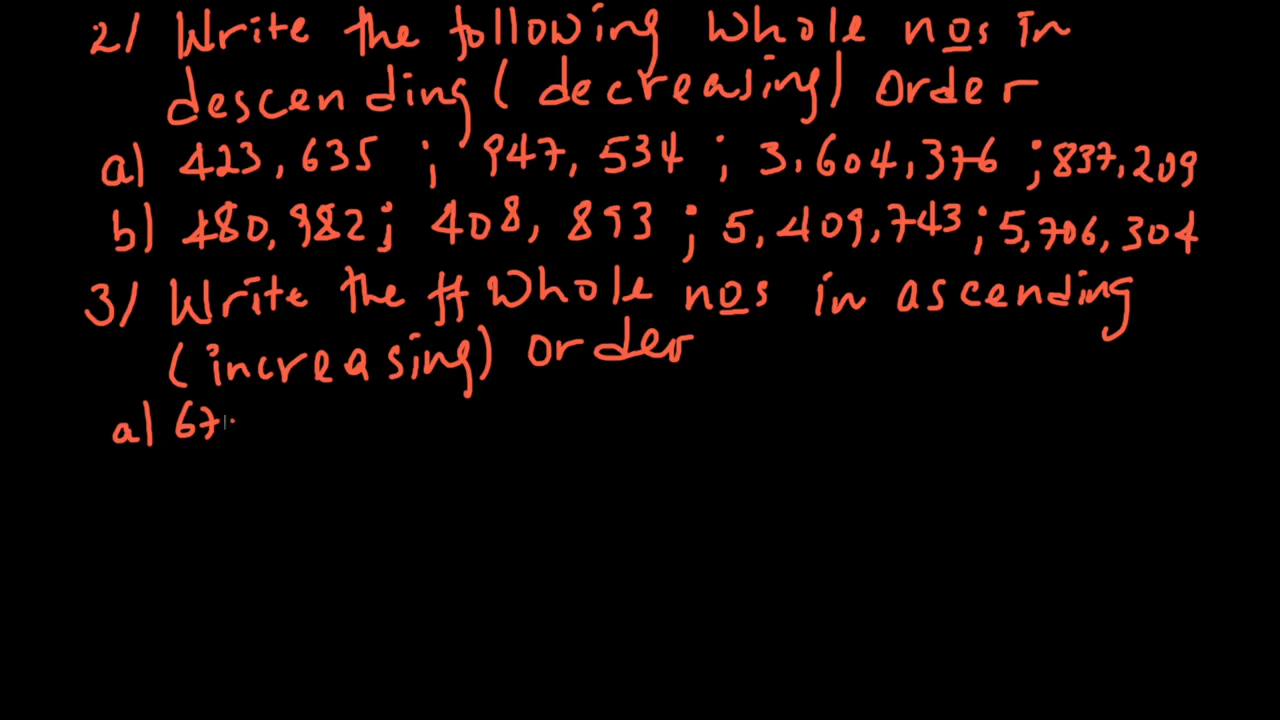 2/ Write the following whole nos in
descending (decreasing) order
a) 423,635 ; 947,534 ; 3,604,376 ; 837,209
b) 480,982; 408,893 ; 5,409,743; 5,706,304
3/ Write the ff whole nos in ascending
(increasing) order
a) 67